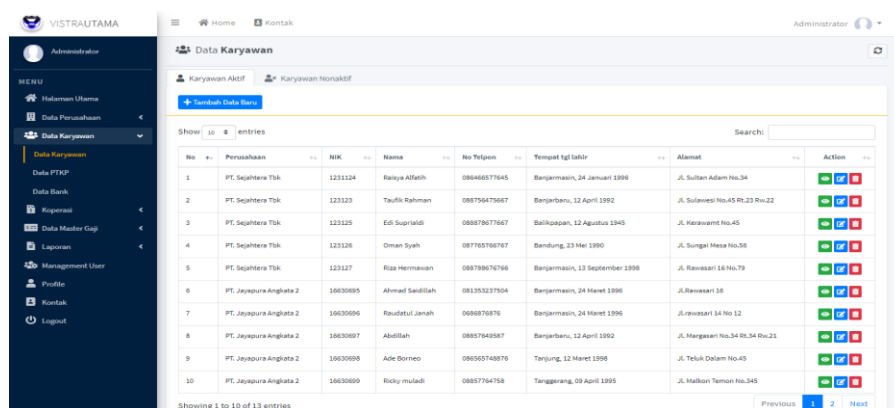 VISTRAUTAMA
Home Kontak
Administrator
Administrator
MENU
Halaman Utama
Data Perusahaan
Data Karyawan
Data Karyawan
Data PTKP
Data Bank
Koperasi
Data Master Gaji
Laporan
Management User
Profile
Kontak
Logout
Data Karyawan
Karyawan Aktif Karyawan Nonaktif
+ Tambah Data Baru
Show 10 entries Search:
No Perusahaan NIK Nama No Telpon Tempat tgl lahir Alamat Action
1 PT. Sejahtera Tbk 1231124 Raisya Alfatih 086466577645 Banjarmasin, 24 Januari 1996 JL. Sultan Adam No.34
2 PT. Sejahtera Tbk 123123 Taufik Rahman 088756475667 Banjarbaru, 12 April 1992 JL. Sulawesi No.45 Rt.23 Rw.22
3 PT. Sejahtera Tbk 123125 Edi Suprialdi 088878677667 Balikpapan, 12 Agustus 1945 JL. Kerawamt No.45
4 PT. Sejahtera Tbk 123126 Oman Syah 087765766767 Bandung, 23 Mei 1990 JL. Sungai Mesa No.56
5 PT. Sejahtera Tbk 123127 Riza Hermawan 088789676766 Banjarmasin, 13 September 1998 JL. Rawasari 16 No.79
6 PT. Jayapura Angkata 2 16630695 Ahmad Saidillah 081353237504 Banjarmasin, 24 Maret 1996 JL.Rawasari 16
7 PT. Jayapura Angkata 2 16630696 Raudatul Janah 0686876876 Banjarmasin, 24 Maret 1996 JL.rawasari 14 No 12
8 PT. Jayapura Angkata 2 16630697 Abdillah 08857649587 Banjarbaru, 12 April 1992 JL. Margasari No.34 Rt.34 Rw.21
9 PT. Jayapura Angkata 2 16630698 Ade Borneo 086565748876 Tanjung, 12 Maret 1998 JL. Teluk Dalam No.45
10 PT. Jayapura Angkata 2 16630699 Ricky muladi 08857764758 Tanggerang, 09 April 1995 JL. Malkon Temon No.345
Showing 1 to 10 of 13 entries Previous 1 2 Next